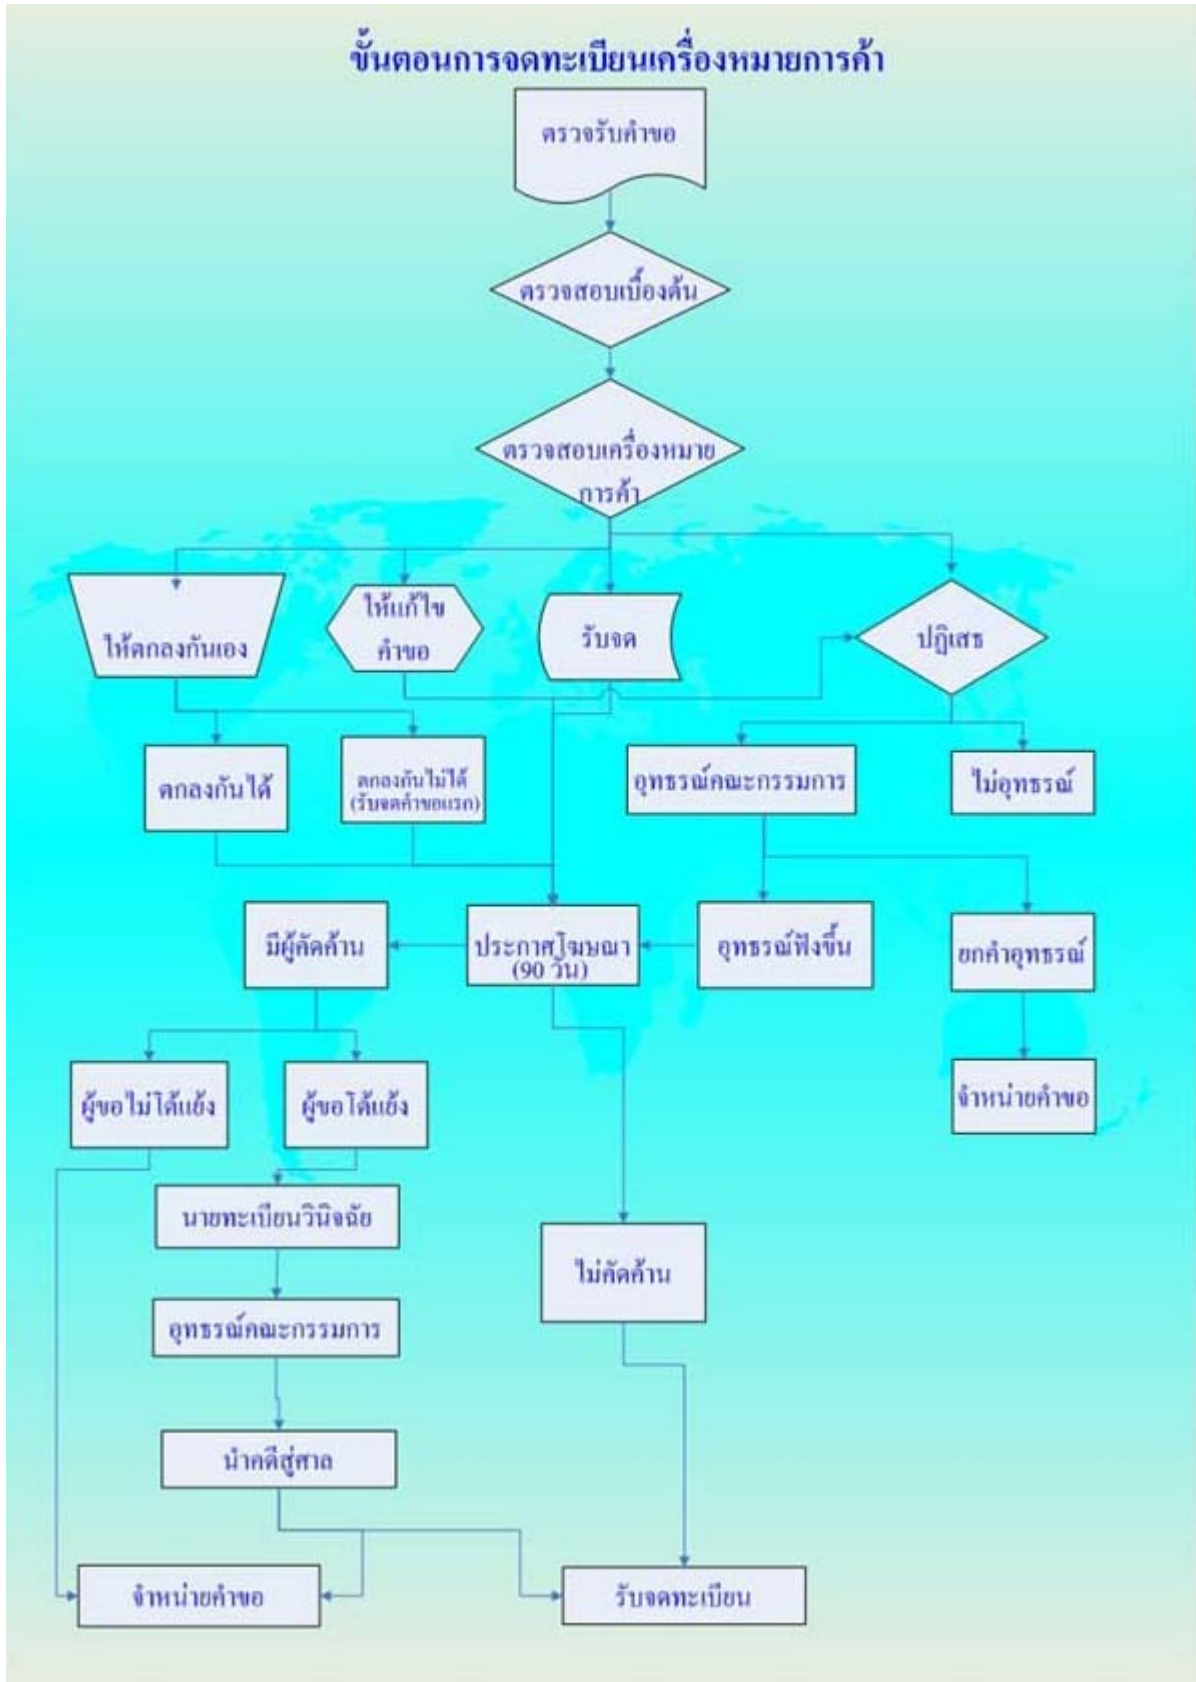 ขั้นตอนการจดทะเบียนเครื่องหมายการค้า
ตรวจรับคำขอ
ตรวจสอบเบื้องต้น
ตรวจสอบเครื่องหมาย
การค้า
ให้ตกลงกันเอง
ให้แก้ไข
คำขอ
รับจด
ปฏิเสธ
ตกลงกันได้
ตกลงกันไม่ได้
(รับจดคำขอแรก)
อุทธรณ์คณะกรรมการ
ไม่อุทธรณ์
มีผู้คัดค้าน
ประกาศโฆษณา
(90 วัน)
อุทธรณ์ฟังขึ้น
ยกคำอุทธรณ์
ผู้ขอไม่โต้แย้ง
ผู้ขอโต้แย้ง
จำหน่ายคำขอ
นายทะเบียนวินิจฉัย
ไม่คัดค้าน
อุทธรณ์คณะกรรมการ
นำคดีสู่ศาล
จำหน่ายคำขอ
รับจดทะเบียน